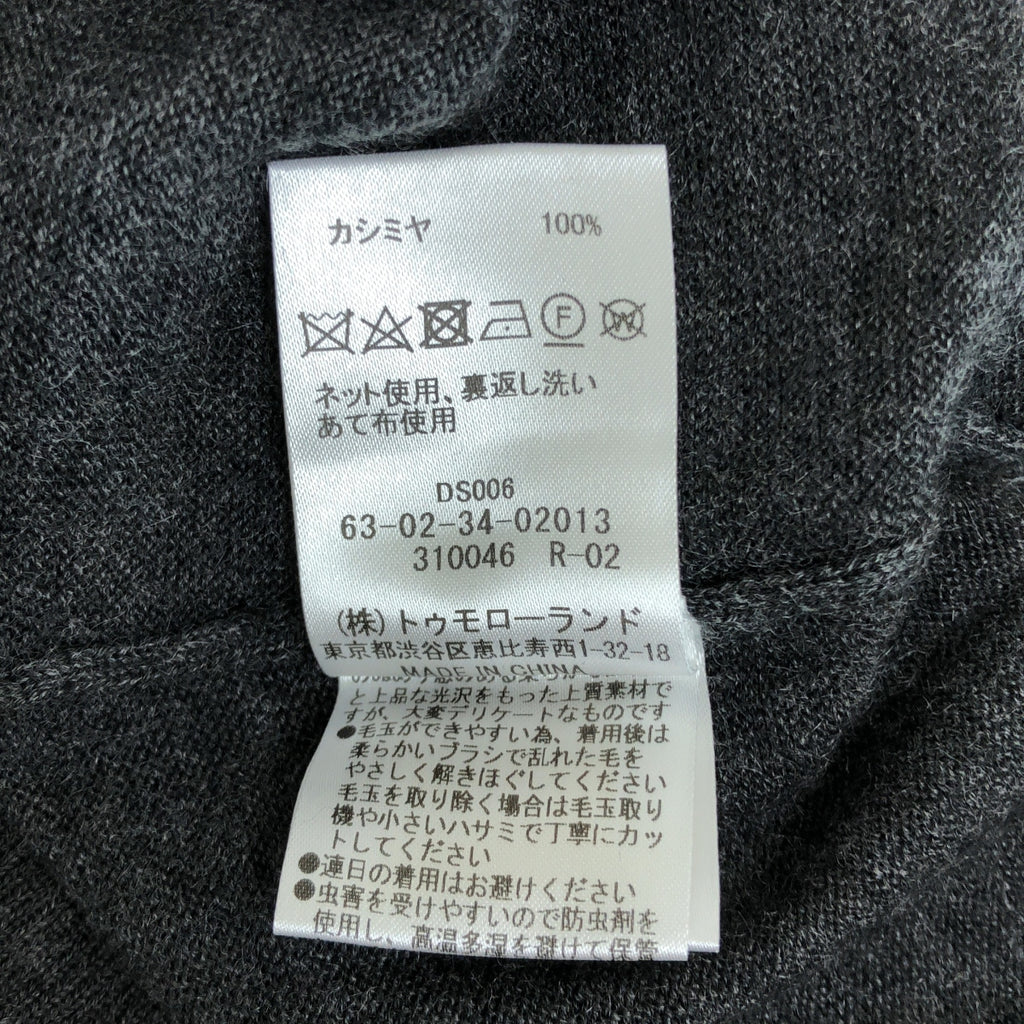 カシミヤ 100%
F
W
ネット使用、裏返し洗い
あて布使用
DS006
63-02-34-02013
310046 R-02
(株)トゥモローランド
東京都渋谷区恵比寿西1-32-18
MADE IN CHINA
と上品な光沢をもった上質素材で
すが、大変デリケートなものです
●毛玉ができやすい為、着用後は
柔らかいブラシで乱れた毛を
やさしく解きほぐしてください
毛玉を取り除く場合は毛玉取り
機や小さいハサミで丁寧にカッ
トしてください
●連日の着用はお避けください
●虫害を受けやすいので防虫剤を
使用し、高温多湿を避けて保管